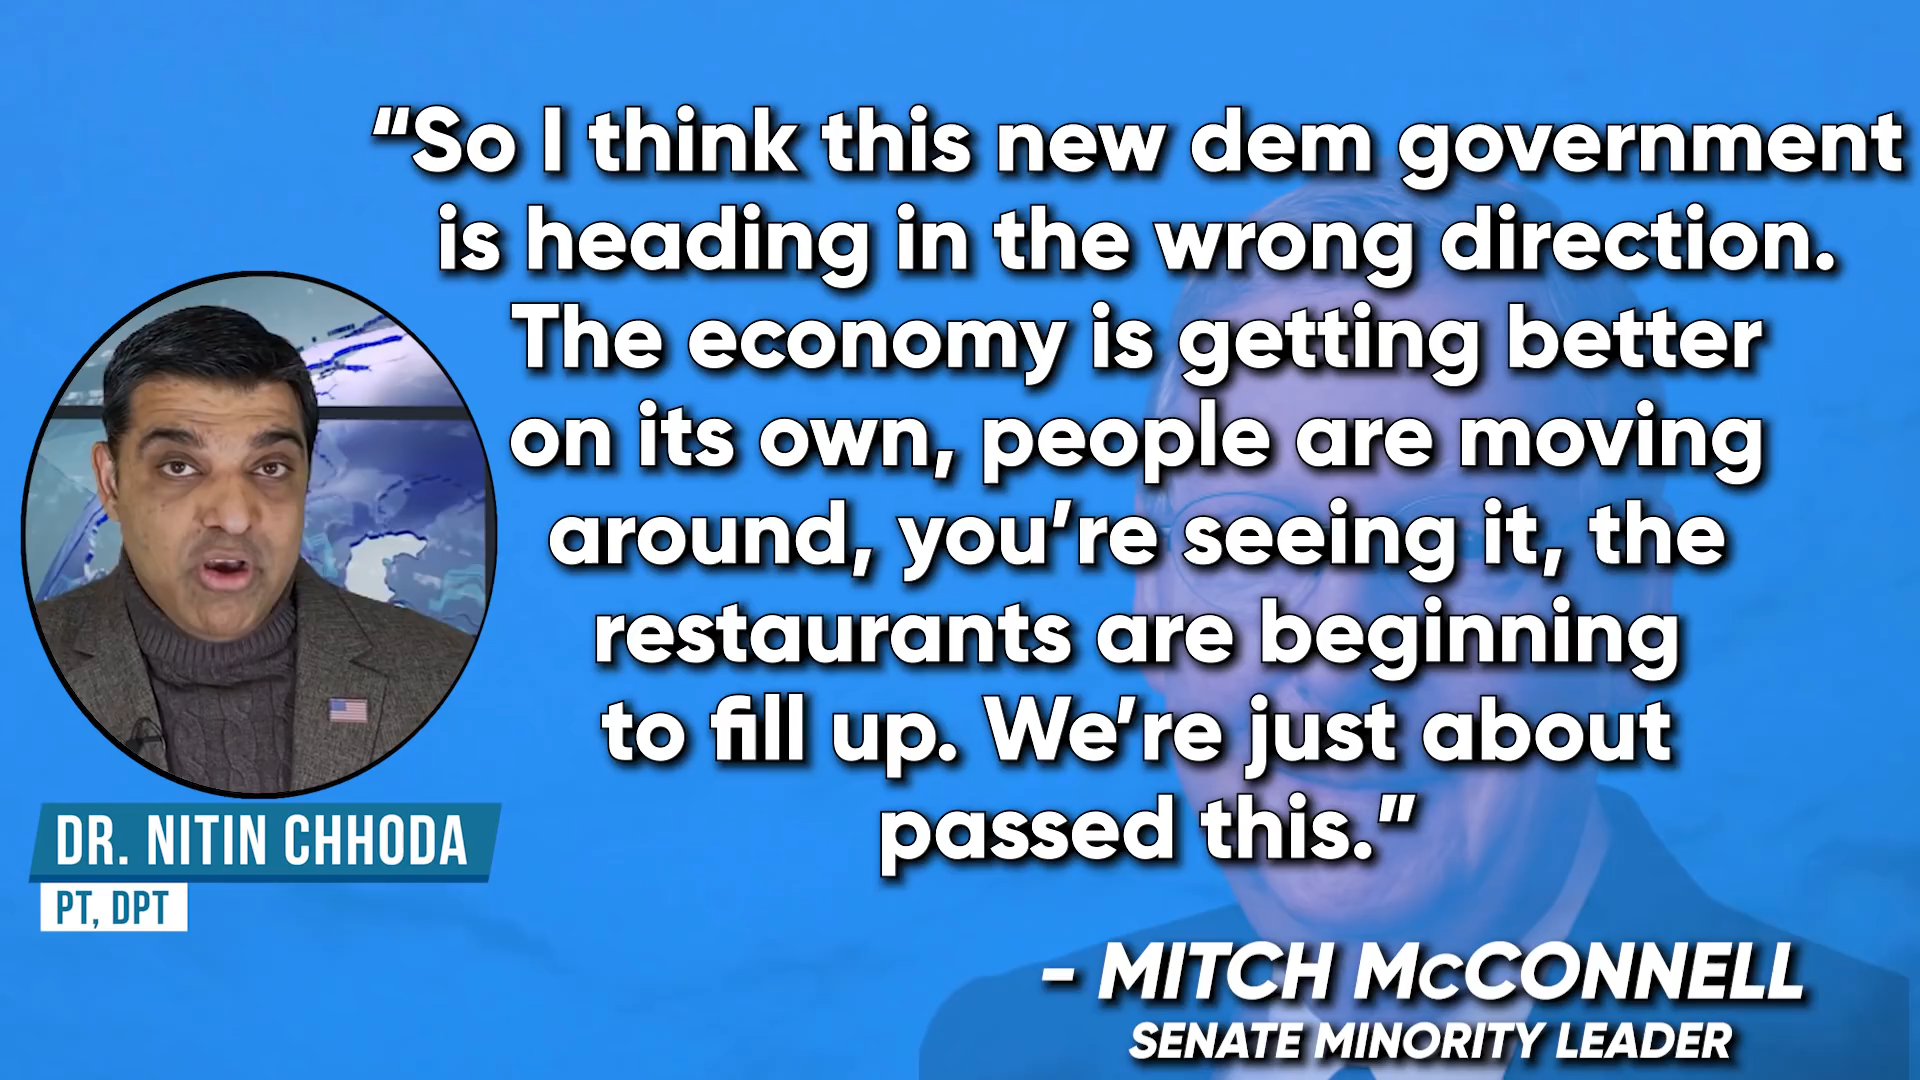 “So I think this new dem government
is heading in the wrong direction.
The economy is getting better
on its own, people are moving
around, you’re seeing it, the
restaurants are beginning
to fill up. We’re just about
passed this.”
- MITCH McCONNELL
SENATE MINORITY LEADER
DR. NITIN CHHODA
PT, DPT